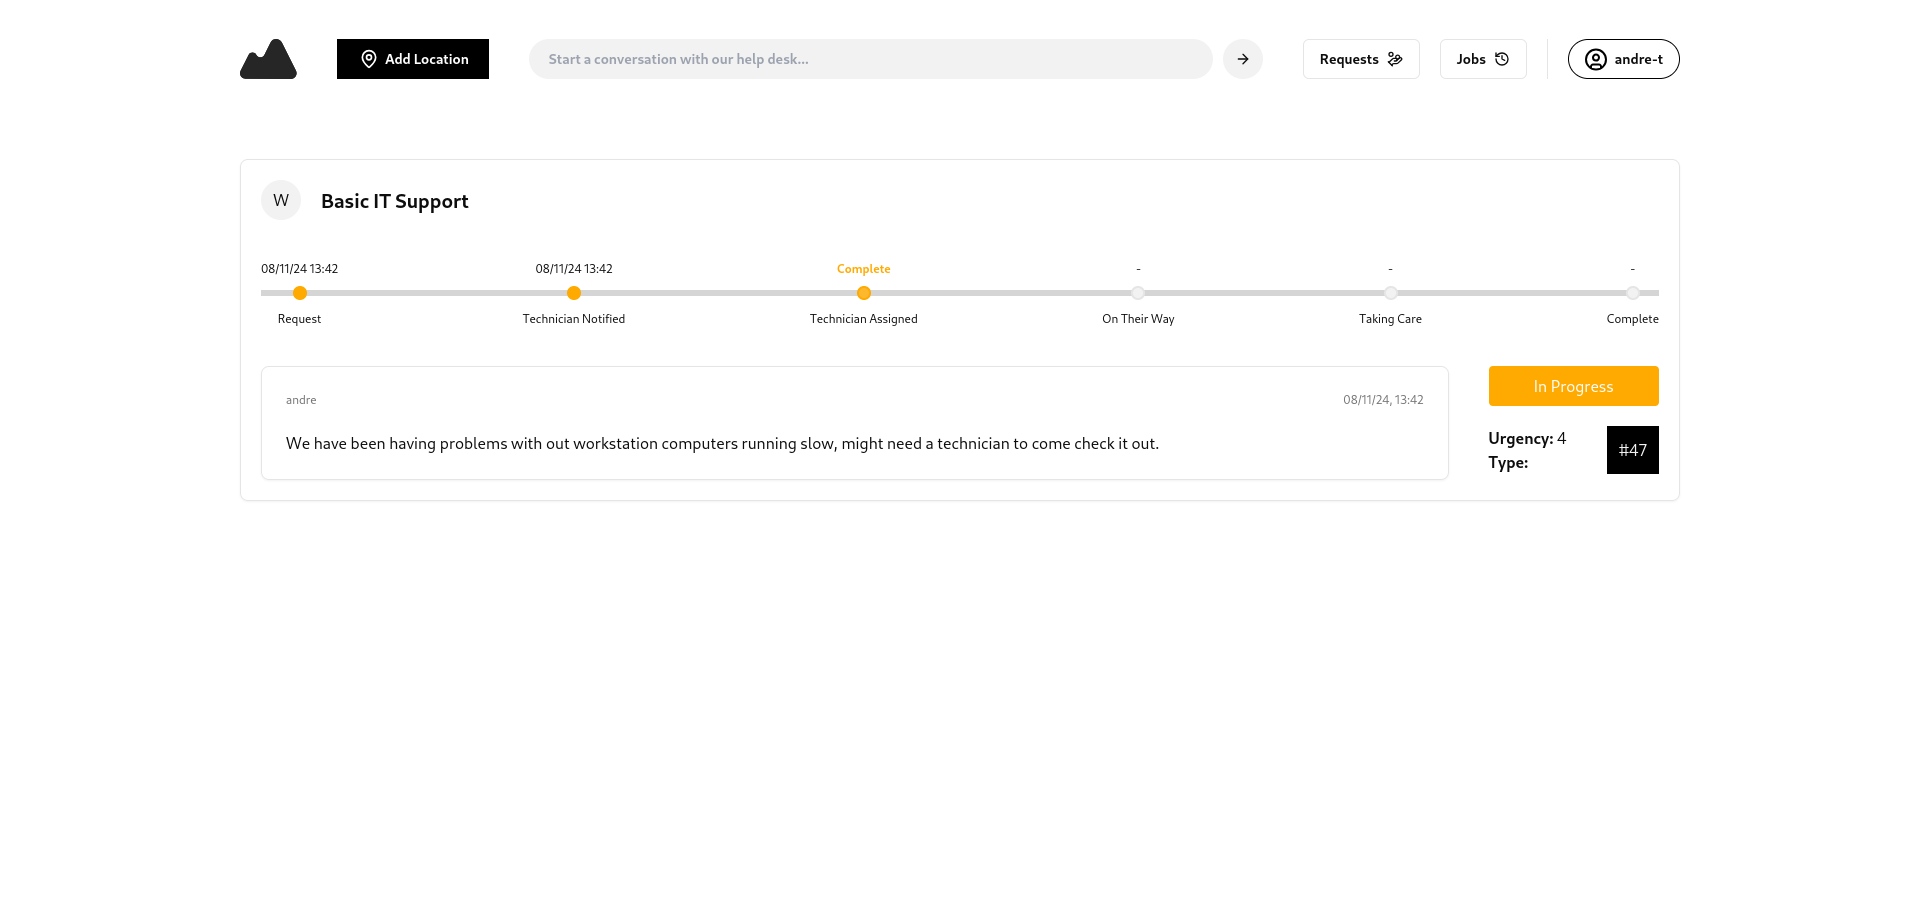 Add Location
Start a conversation with our help desk...
Requests
Jobs
andre-t
W
Basic IT Support
08/11/24 13:42
08/11/24 13:42
Complete
-
-
-
Request
Technician Notified
Technician Assigned
On Their Way
Taking Care
Complete
andre
08/11/24, 13:42
We have been having problems with out workstation computers running slow, might need a technician to come check it out.
In Progress
Urgency: 4
Type:
#47